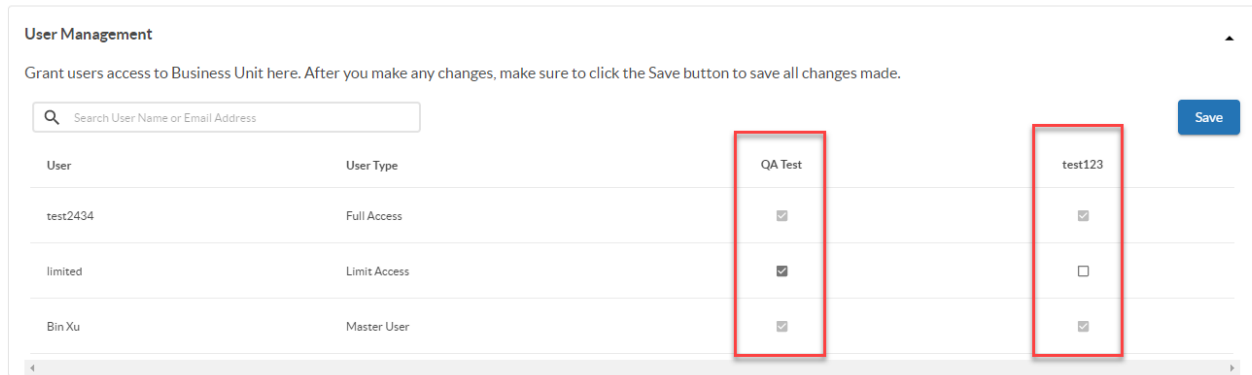 User Management
Grant users access to Business Unit here. After you make any changes, make sure to click the Save button to save all changes made.
Search User Name or Email Address
Save
User User Type QA Test test123
test2434 Full Access
limited Limit Access
Bin Xu Master User